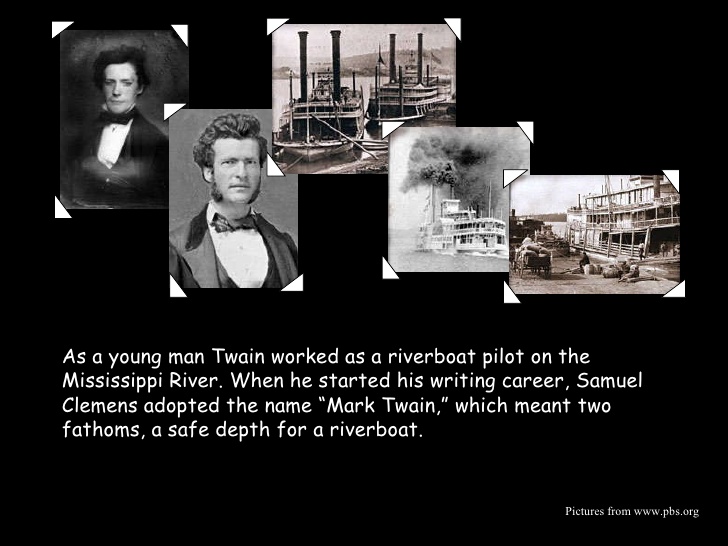 As a young man Twain worked as a riverboat pilot on the
Mississippi River. When he started his writing career, Samuel
Clemens adopted the name “Mark Twain,” which meant two
fathoms, a safe depth for a riverboat.
Pictures from www.pbs.org